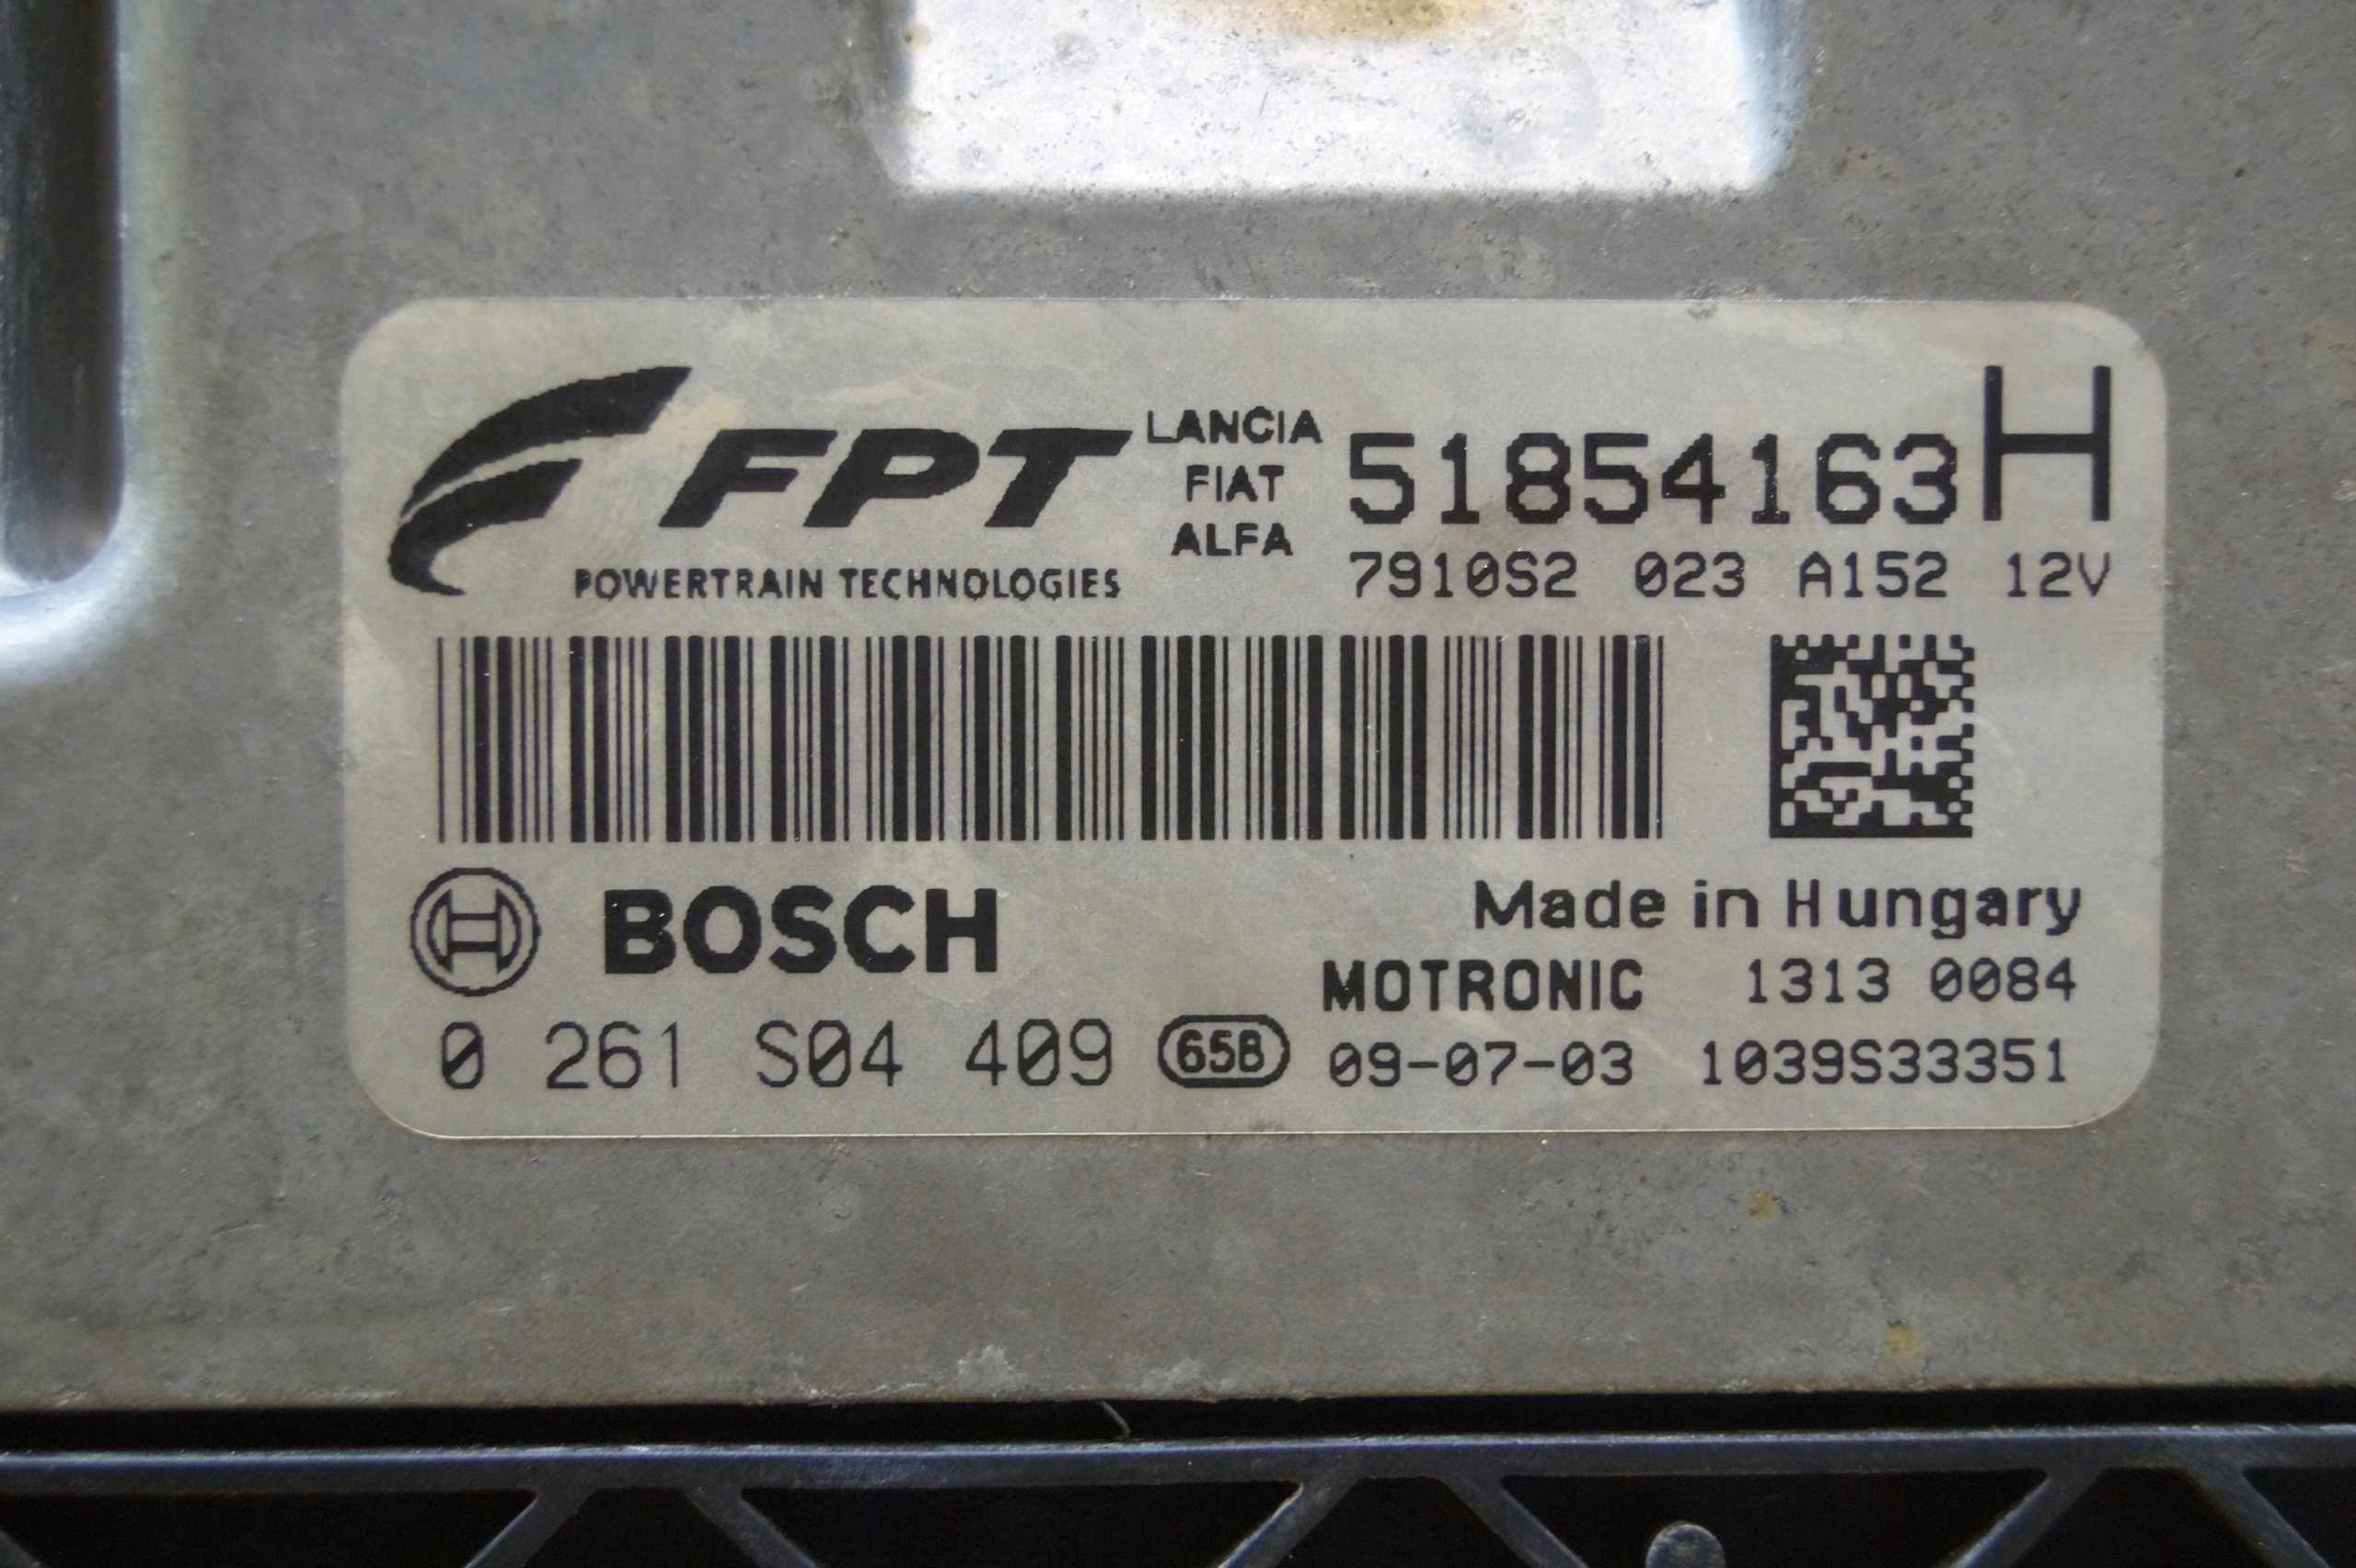 FPT
POWERTRAIN TECHNOLOGIES
LANCIA
FIAT
ALFA
51854163H
7910S2 023 A152 12V
BOSCH
Made in Hungary
MOTRONIC 1313 0084
0 261 S04 409 65B 09-07-03 1039S33351